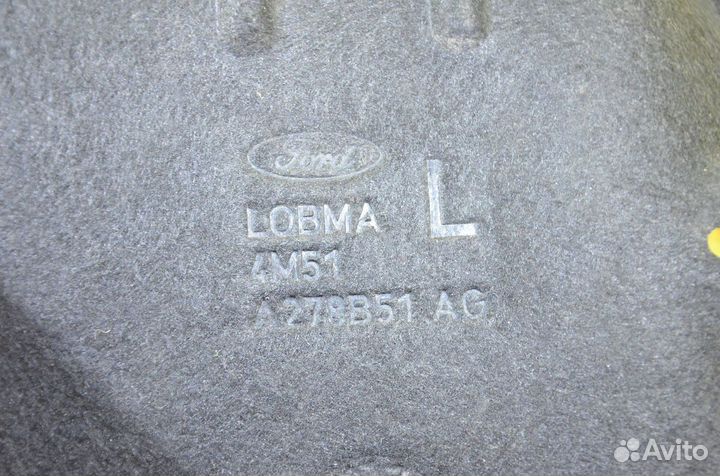 Ford
LOBMA L
4M51
A278B51 AG
Avito